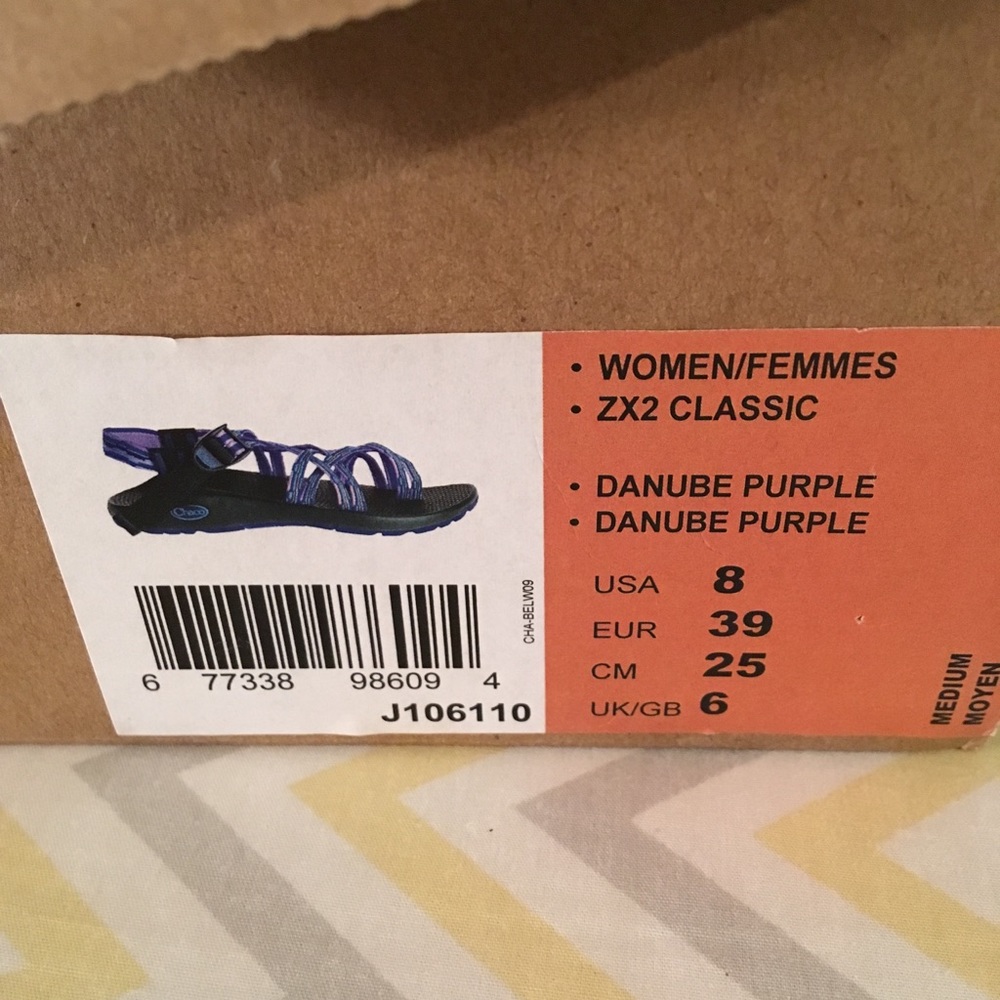 Chaco
CHA-BELW09
6 77338 98609 4
J106110
• WOMEN/FEMMES
• ZX2 CLASSIC
• DANUBE PURPLE
• DANUBE PURPLE
USA 8
EUR 39
CM 25
UK/GB 6
MEDIUM
MOYEN